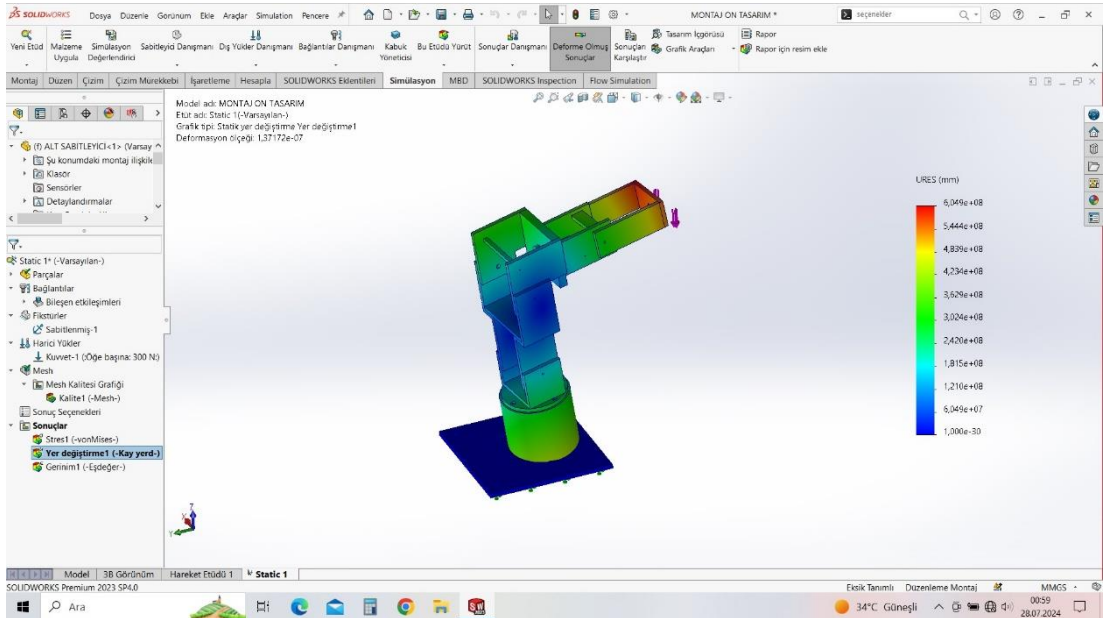 SOLIDWORKS Dosya Düzenle Görünüm Ekle Araçlar Simulation Pencere MONTAJ ON TASARIM * seçenekler
Yeni Etüd Malzeme Uygula Simülasyon Değerlendirici Sabitleyici Danışmanı Dış Yükler Danışmanı Bağlantılar Danışmanı Kabuk Yöneticisi Bu Etüdü Yürüt Sonuçlar Danışmanı Deforme Olmuş Sonuçlar Sonuçları Karşılaştır Tasarım İçgörüsü Grafik Araçları Rapor Rapor için resim ekle
Montaj Düzen Çizim Çizim Mürekkebi İşaretleme Hesapla SOLIDWORKS Eklentileri Simülasyon MBD SOLIDWORKS Inspection Flow Simulation
Model adı: MONTAJ ON TASARIM
Etüt adı: Static 1(-Varsayılan-)
Grafik tipi: Statik yer değiştirme Yer değiştirme1
Deformasyon ölçeği: 1,37172e-07
(f) ALT SABİTLEYİCİ<1> (Varsay
Şu konumdaki montaj ilişkile
Klasör
Sensörler
Detaylandırmalar
Static 1* (-Varsayılan-)
Parçalar
Bağlantılar
Bileşen etkileşimleri
Fikstürler
Sabitlenmiş-1
Harici Yükler
Kuvvet-1 (:Öğe başına: 300 N:)
Mesh
Mesh Kalitesi Grafiği
Kalite1 (-Mesh-)
Sonuç Seçenekleri
Sonuçlar
Stres1 (-vonMises-)
Yer değiştirme1 (-Kay yerd-)
Gerinim1 (-Eşdeğer-)
URES (mm)
6,049e+08
5,444e+08
4,839e+08
4,234e+08
3,629e+08
3,024e+08
2,420e+08
1,815e+08
1,210e+08
6,049e+07
1,000e-30
Z
Y
Model 3B Görünüm Hareket Etüdü 1 Static 1
SOLIDWORKS Premium 2023 SP4.0 Eksik Tanımlı Düzenleme Montaj MMGS
Ara 34°C Güneşli 00:59
28.07.2024